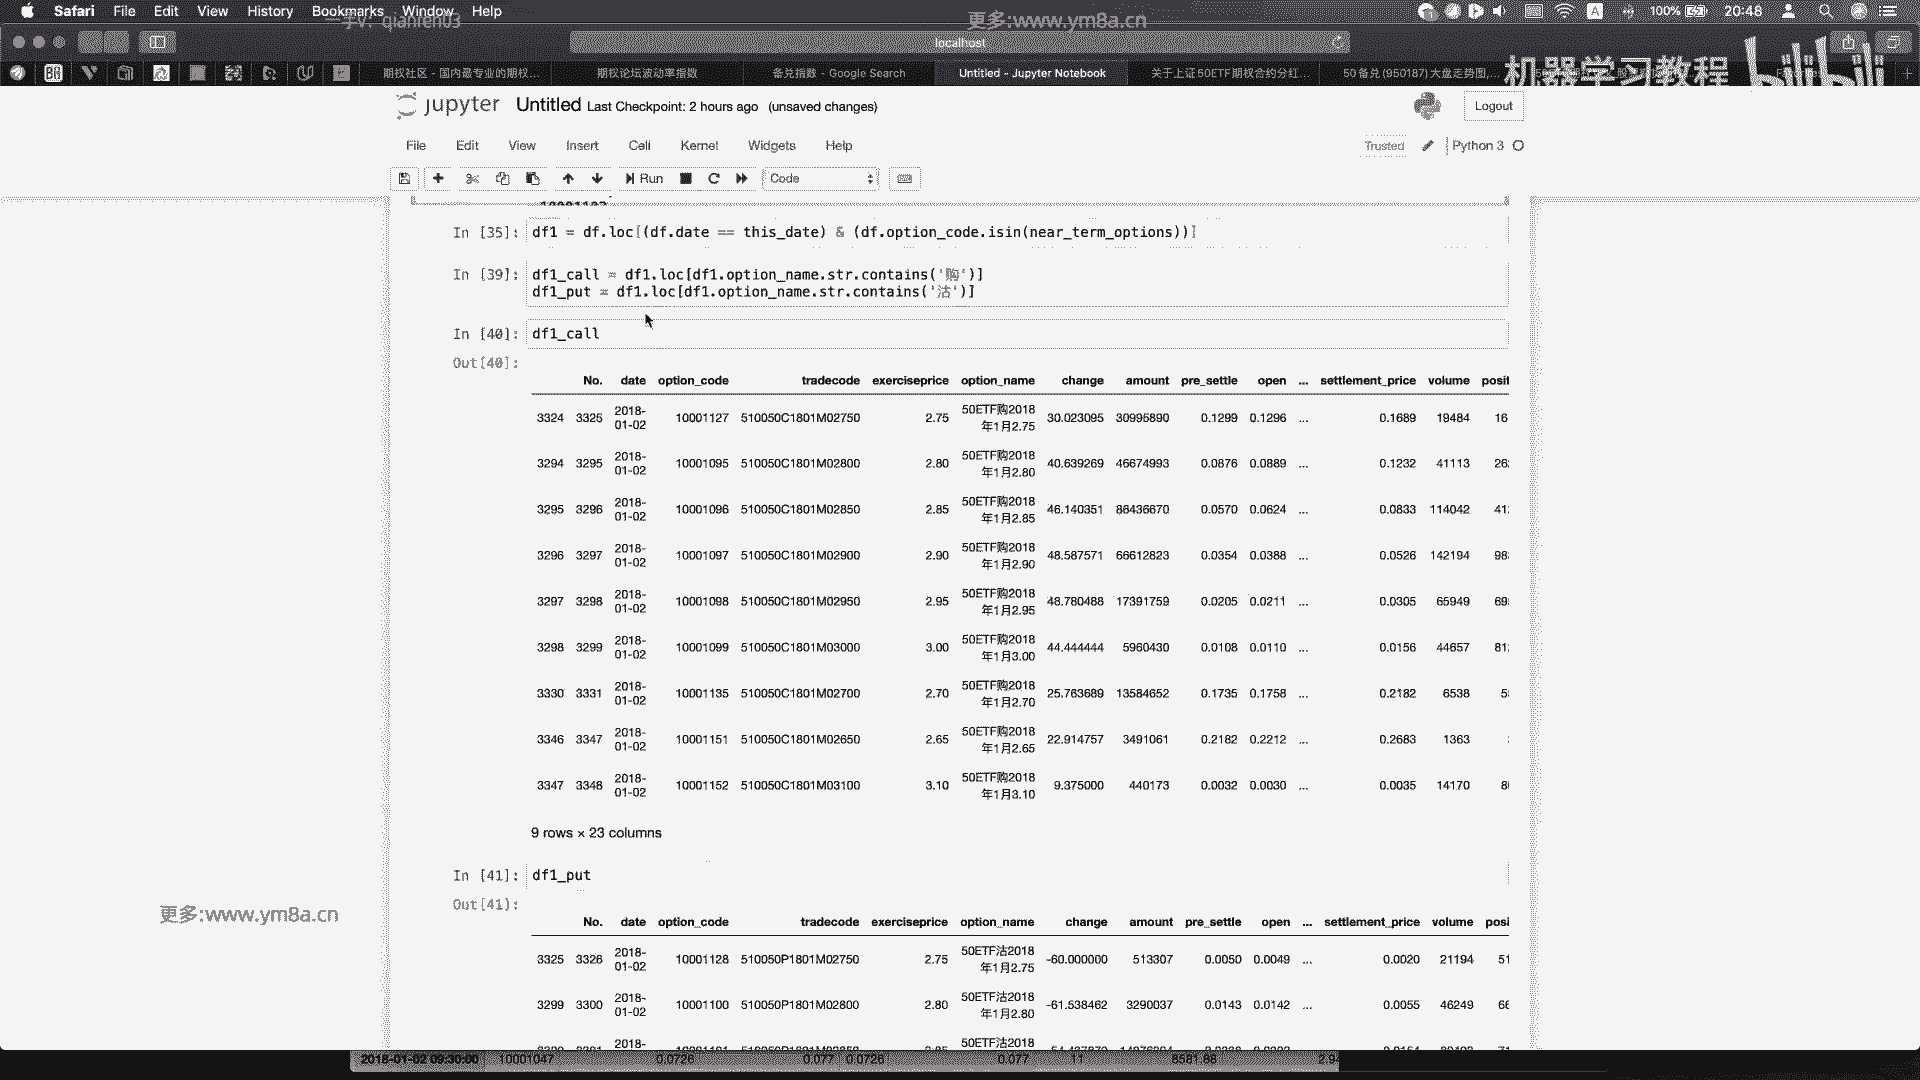 Safari File Edit View History Bookmarks Window Help 100% A 20:48
更多:www.ym8a.cn
localhost
期权社区 - 国内最专业的期权... 期权论坛波动率指数 备兑指数 - Google Search Untitled - Jupyter Notebook 关于上证50ETF期权合约分红... 50备兑(950187)大盘走势图,...
机器学习教程 bilibili
jupyter Untitled Last Checkpoint: 2 hours ago (unsaved changes) Logout
File Edit View Insert Cell Kernel Widgets Help Trusted Python 3
Run Code
In [35]: df1 = df.loc[(df.date == this_date) & (df.option_code.isin(near_term_options))]
In [39]: df1_call = df1.loc[df1.option_name.str.contains('购')]
df1_put = df1.loc[df1.option_name.str.contains('沽')]
In [40]: df1_call
Out[40]:
No. date option_code tradecode exerciseprice option_name change amount pre_settle open ... settlement_price volume posit
3324 3325 2018-01-02 10001127 510050C1801M02750 2.75 50ETF购2018年1月2.75 30.023095 30995890 0.1299 0.1296 ... 0.1689 19484 16
3294 3295 2018-01-02 10001095 510050C1801M02800 2.80 50ETF购2018年1月2.80 40.639269 46674993 0.0876 0.0889 ... 0.1232 41113 26
3295 3296 2018-01-02 10001096 510050C1801M02850 2.85 50ETF购2018年1月2.85 46.140351 86436670 0.0570 0.0624 ... 0.0833 114042 41
3296 3297 2018-01-02 10001097 510050C1801M02900 2.90 50ETF购2018年1月2.90 48.587571 66612823 0.0354 0.0388 ... 0.0526 142194 98
3297 3298 2018-01-02 10001098 510050C1801M02950 2.95 50ETF购2018年1月2.95 48.780488 17391759 0.0205 0.0211 ... 0.0305 65949 69
3298 3299 2018-01-02 10001099 510050C1801M03000 3.00 50ETF购2018年1月3.00 44.444444 5960430 0.0108 0.0110 ... 0.0156 44657 81
3330 3331 2018-01-02 10001135 510050C1801M02700 2.70 50ETF购2018年1月2.70 25.763689 13584652 0.1735 0.1758 ... 0.2182 6538 5
3346 3347 2018-01-02 10001151 510050C1801M02650 2.65 50ETF购2018年1月2.65 22.914757 3491061 0.2182 0.2212 ... 0.2683 1363
3347 3348 2018-01-02 10001152 510050C1801M03100 3.10 50ETF购2018年1月3.10 9.375000 440173 0.0032 0.0030 ... 0.0035 14170 8
9 rows × 23 columns
In [41]: df1_put
Out[41]:
更多:www.ym8a.cn
No. date option_code tradecode exerciseprice option_name change amount pre_settle open ... settlement_price volume posi
3325 3326 2018-01-02 10001128 510050P1801M02750 2.75 50ETF沽2018年1月2.75 -60.000000 513307 0.0050 0.0049 ... 0.0020 21194 51
3299 3300 2018-01-02 10001100 510050P1801M02800 2.80 50ETF沽2018年1月2.80 -61.538462 3290037 0.0143 0.0142 ... 0.0055 46249 66
2018- 50ETF沽2018
2018-01-02 09:30:00 10001047 0.0726 0.077 0.0726 0.077 11 8581.88 2.9